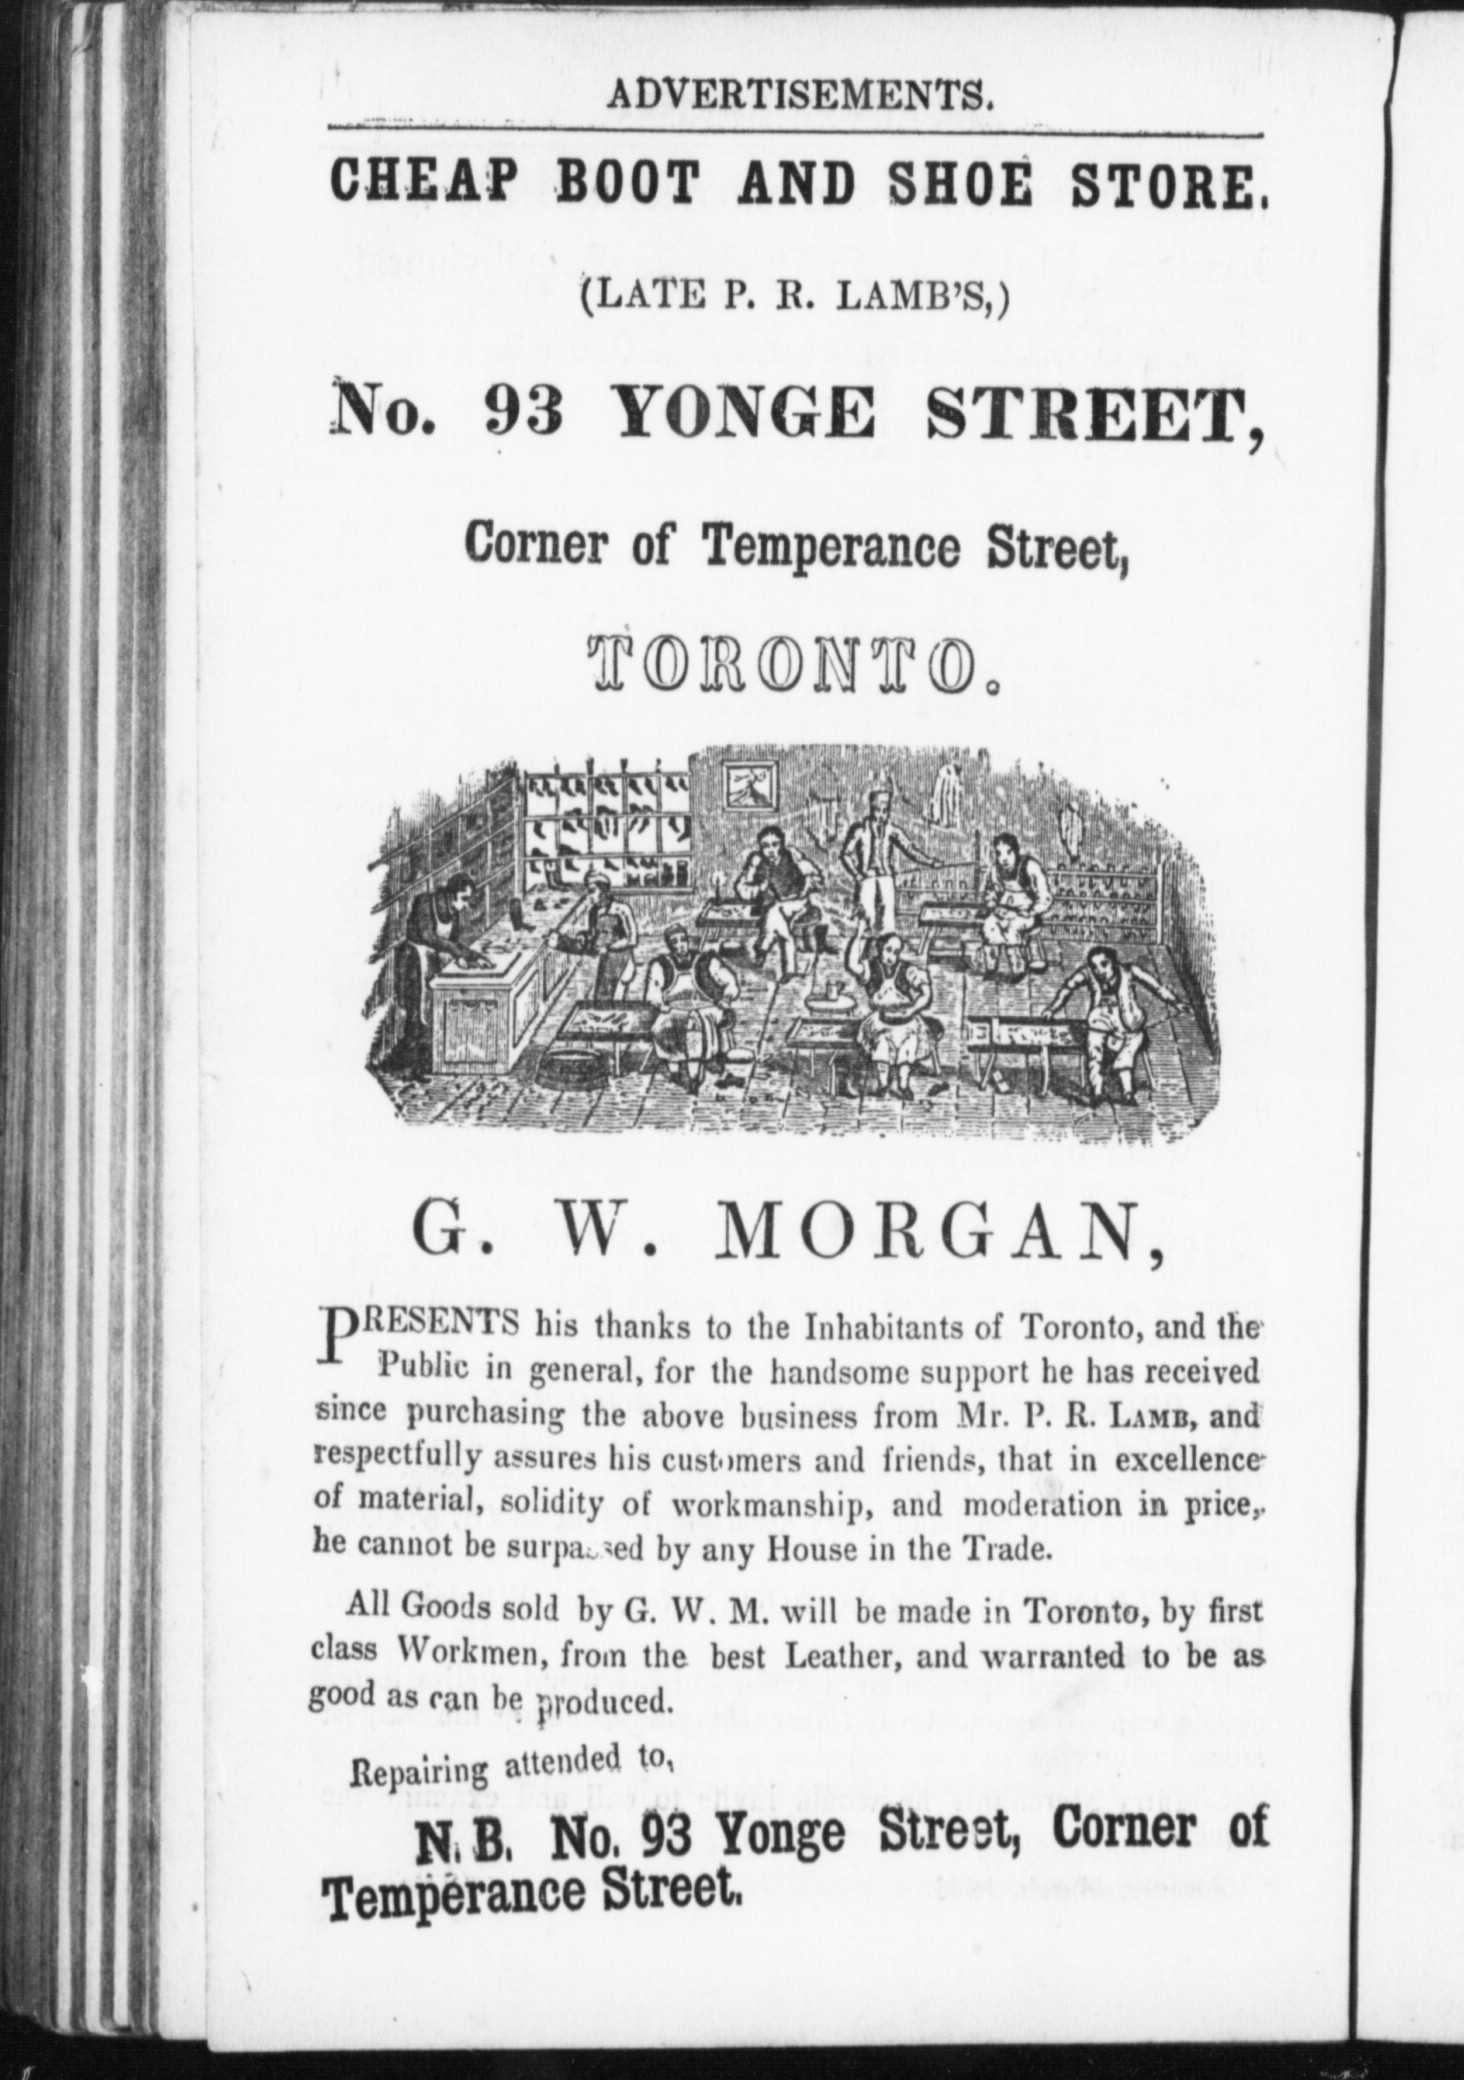 ADVERTISEMENTS.
CHEAP BOOT AND SHOE STORE.
(LATE P. R. LAMB'S,)
No. 93 YONGE STREET,
Corner of Temperance Street,
TORONTO.
G. W. MORGAN,
PRESENTS his thanks to the Inhabitants of Toronto, and the
Public in general, for the handsome support he has received
since purchasing the above business from Mr. P. R. LAMB, and
respectfully assures his customers and friends, that in excellence
of material, solidity of workmanship, and moderation in price,
he cannot be surpassed by any House in the Trade.
All Goods sold by G. W. M. will be made in Toronto, by first
class Workmen, from the best Leather, and warranted to be as
good as can be produced.
Repairing attended to,
N. B. No. 93 Yonge Street, Corner of
Temperance Street.